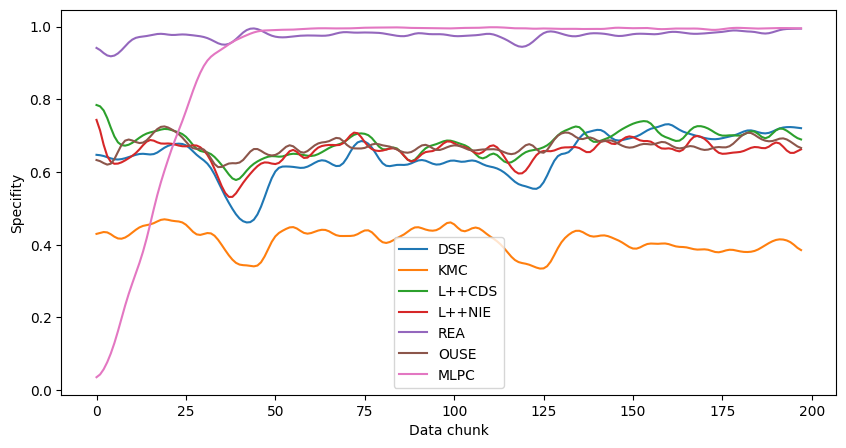 1.0
0.8
0.6
0.4
0.2
0.0
Specifity
0 25 50 75 100 125 150 175 200
Data chunk
DSE
KMC
L++CDS
L++NIE
REA
OUSE
MLPC